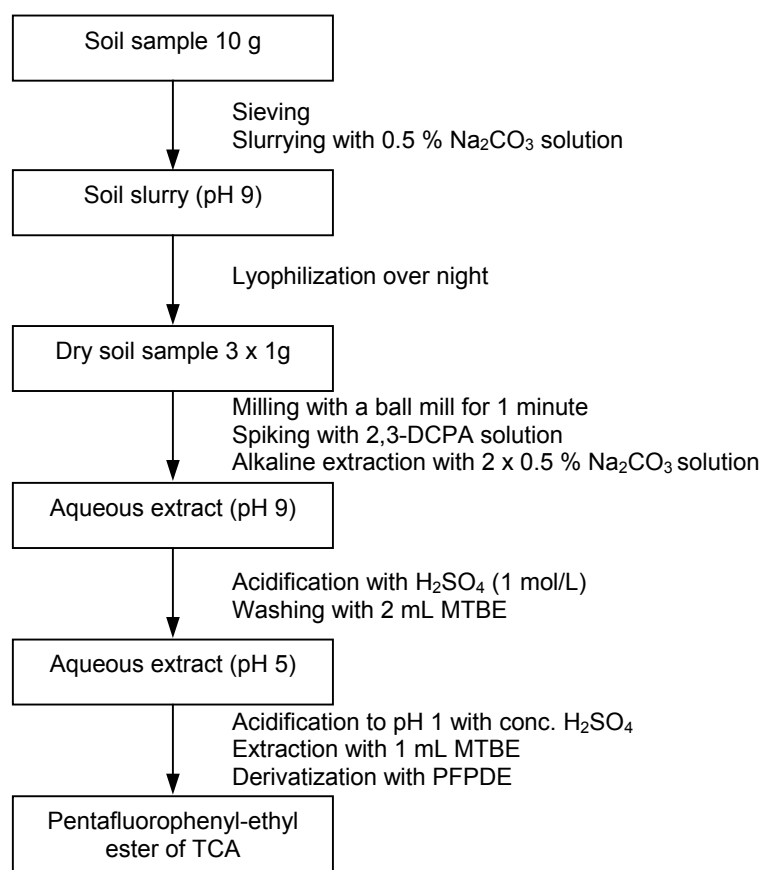 Soil sample 10 g
Sieving
Slurrying with 0.5 % Na₂CO₃ solution
Soil slurry (pH 9)
Lyophilization over night
Dry soil sample 3 x 1g
Milling with a ball mill for 1 minute
Spiking with 2,3-DCPA solution
Alkaline extraction with 2 x 0.5 % Na₂CO₃ solution
Aqueous extract (pH 9)
Acidification with H₂SO₄ (1 mol/L)
Washing with 2 mL MTBE
Aqueous extract (pH 5)
Acidification to pH 1 with conc. H₂SO₄
Extraction with 1 mL MTBE
Derivatization with PFPDE
Pentafluorophenyl-ethyl
ester of TCA